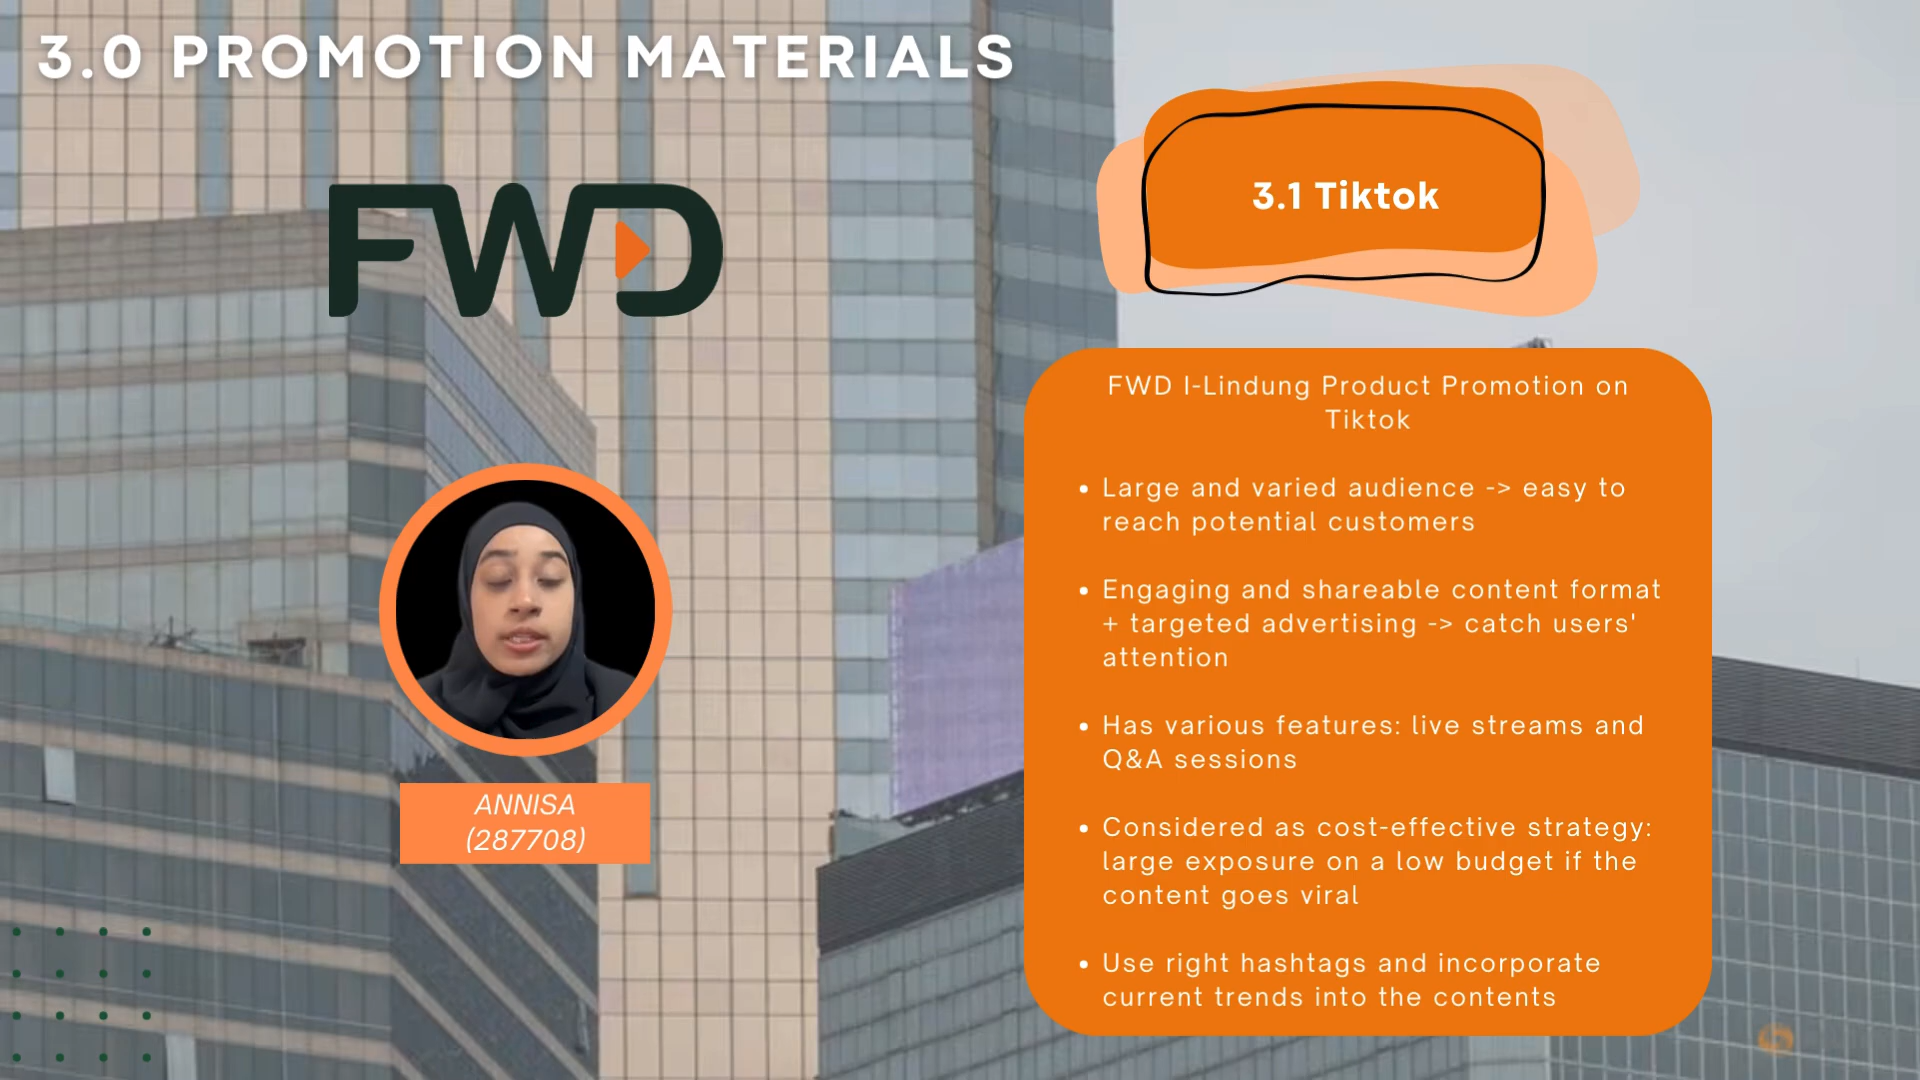 3.0 PROMOTION MATERIALS
FWD
3.1 Tiktok
ANNISA
(287708)
FWD I-Lindung Product Promotion on
Tiktok
• Large and varied audience -> easy to
reach potential customers
• Engaging and shareable content format
+ targeted advertising -> catch users'
attention
• Has various features: live streams and
Q&A sessions
• Considered as cost-effective strategy:
large exposure on a low budget if the
content goes viral
• Use right hashtags and incorporate
current trends into the contents